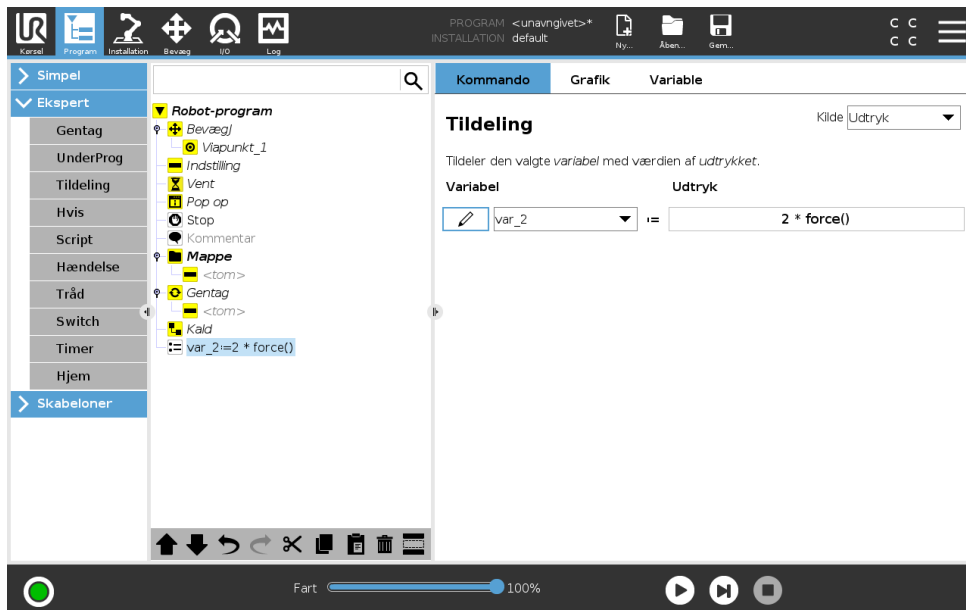 PROGRAM <unavngivet>*
INSTALLATION default
Kørsel
Program
Installation
Bevæg
I/O
Log
Ny...
Åben...
Gem...
C C
C C
Simpel
Ekspert
Gentag
UnderProg
Tildeling
Hvis
Script
Hændelse
Tråd
Switch
Timer
Hjem
Skabeloner
Robot-program
BevægJ
Viapunkt_1
Indstilling
Vent
Pop op
Stop
Kommentar
Mappe
<tom>
Gentag
<tom>
Kald
var_2:=2 * force()
Kommando
Grafik
Variable
Tildeling
Kilde Udtryk
Tildeler den valgte variabel med værdien af udtrykket.
Variabel
Udtryk
var_2 := 2 * force()
Fart 100%